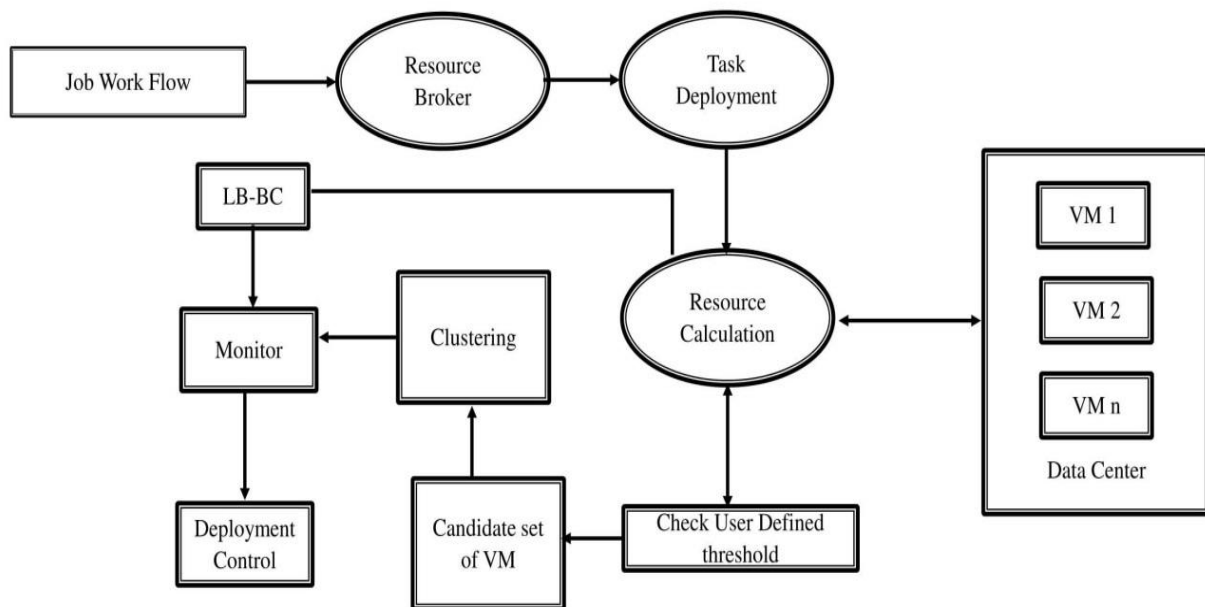 Job Work Flow
Resource
Broker
Task
Deployment
LB-BC
VM 1
Monitor
Clustering
Resource
Calculation
VM 2
VM n
Data Center
Deployment
Control
Candidate set
of VM
Check User Defined
threshold